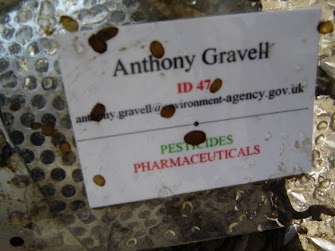 Anthony Gravell
ID 47
anthony.gravell@environment-agency.gov.uk
PESTICIDES
PHARMACEUTICALS